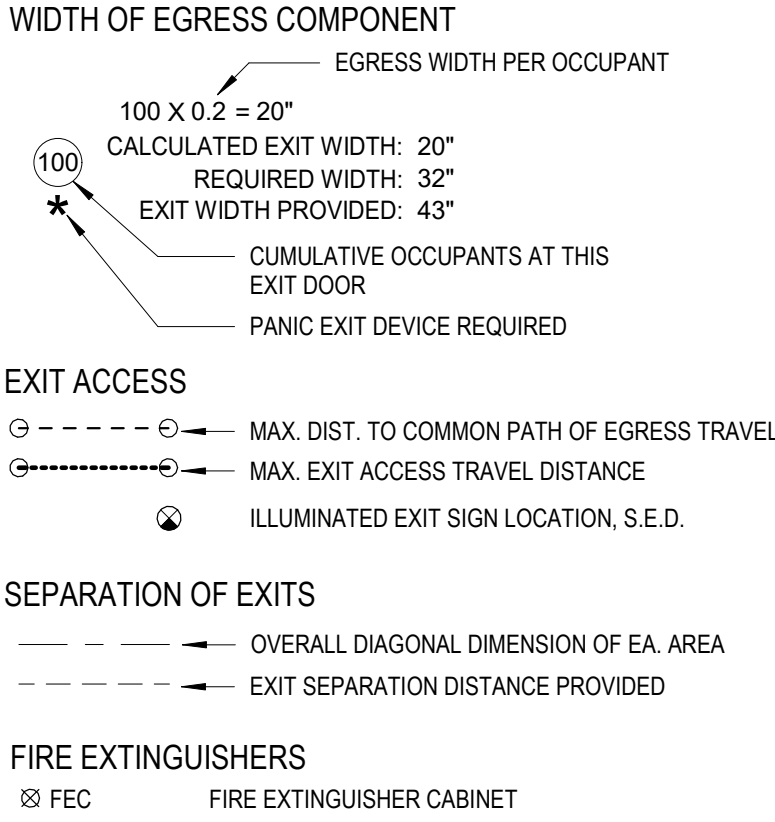 WIDTH OF EGRESS COMPONENT
EGRESS WIDTH PER OCCUPANT
100 X 0.2 = 20"
CALCULATED EXIT WIDTH: 20"
100
REQUIRED WIDTH: 32"
* EXIT WIDTH PROVIDED: 43"
CUMULATIVE OCCUPANTS AT THIS
EXIT DOOR
PANIC EXIT DEVICE REQUIRED
EXIT ACCESS
MAX. DIST. TO COMMON PATH OF EGRESS TRAVEL
MAX. EXIT ACCESS TRAVEL DISTANCE
ILLUMINATED EXIT SIGN LOCATION, S.E.D.
SEPARATION OF EXITS
OVERALL DIAGONAL DIMENSION OF EA. AREA
EXIT SEPARATION DISTANCE PROVIDED
FIRE EXTINGUISHERS
FEC FIRE EXTINGUISHER CABINET